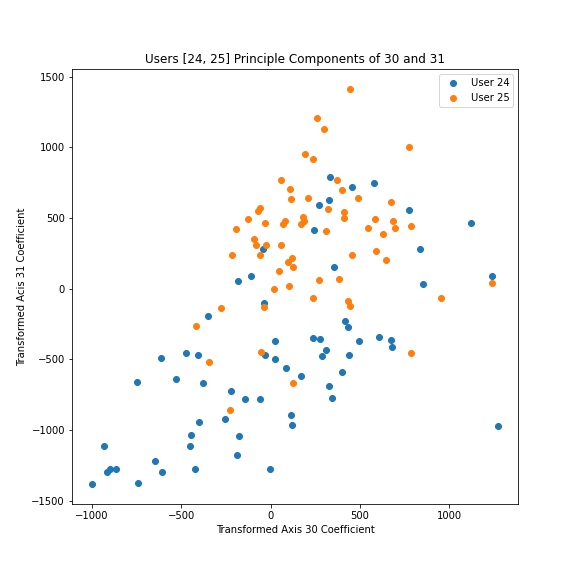 Users [24, 25] Principle Components of 30 and 31
User 24
User 25
Transformed Acis 31 Coefficient
1500
1000
500
0
−500
−1000
−1500
−1000
−500
0
500
1000
Transformed Axis 30 Coefficient